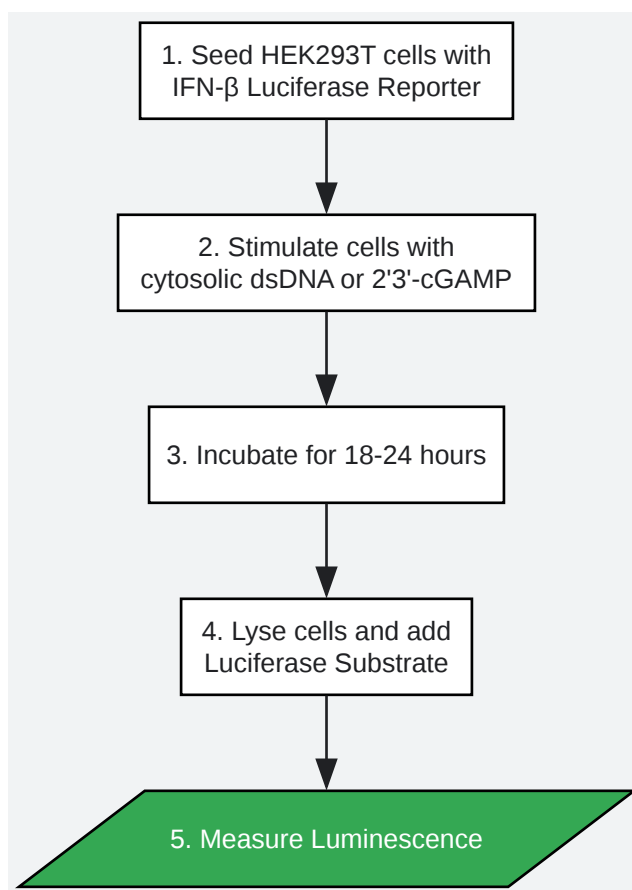 1. Seed HEK293T cells with
IFN-β Luciferase Reporter
2. Stimulate cells with
cytosolic dsDNA or 2'3'-cGAMP
3. Incubate for 18-24 hours
4. Lyse cells and add
Luciferase Substrate
5. Measure Luminescence